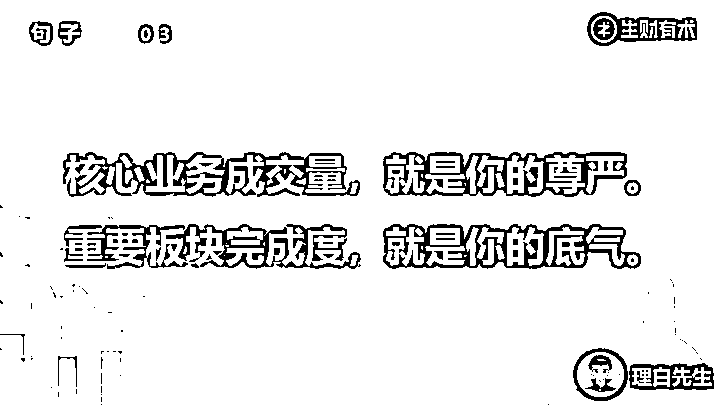 句子 03
生财有术
核心业务成交量，就是你的尊严。
重要板块完成度，就是你的底气。
理白先生